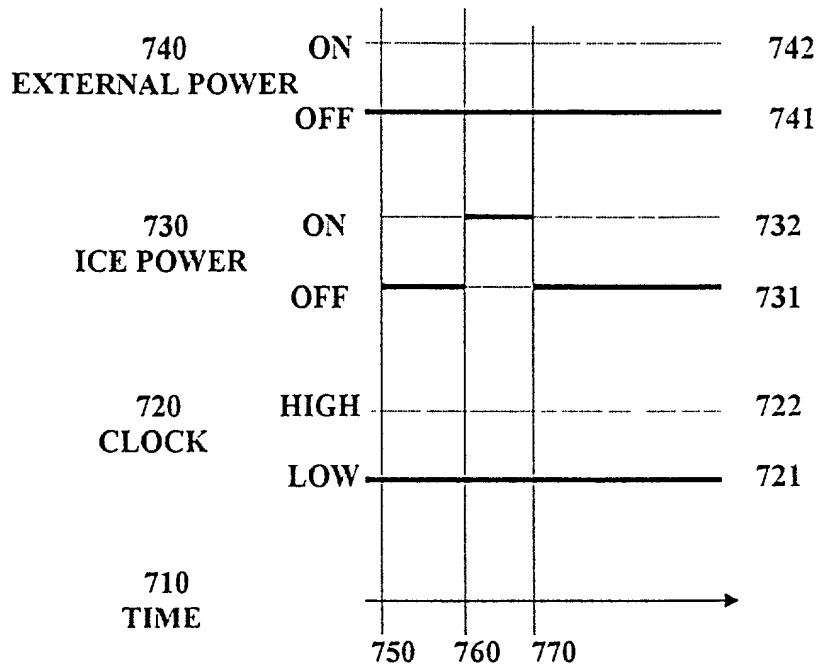 740 ON 742
EXTERNAL POWER
OFF 741
730 ON 732
ICE POWER
OFF 731
720 HIGH 722
CLOCK
LOW 721
710
TIME
750 760 770